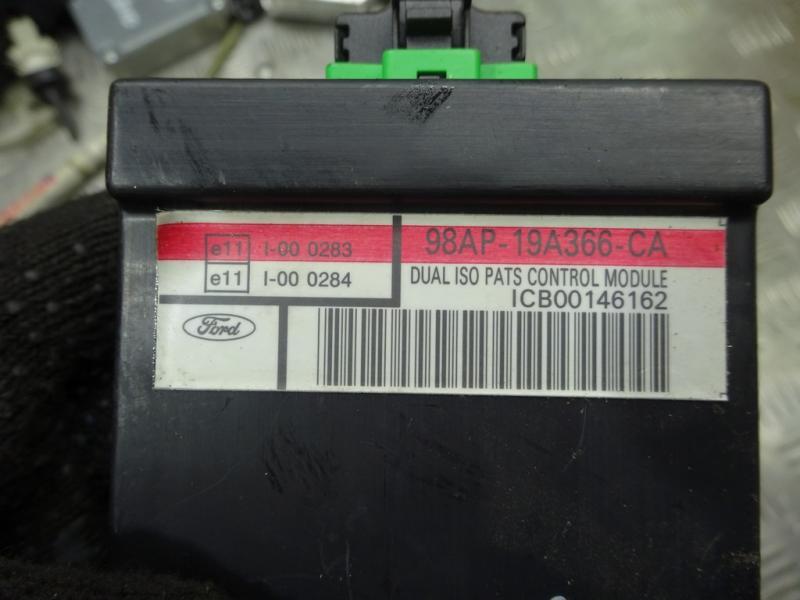 e11 I-00 0283
98AP-19A366-CA
e11 I-00 0284
DUAL ISO PATS CONTROL MODULE
ICB00146162
Ford